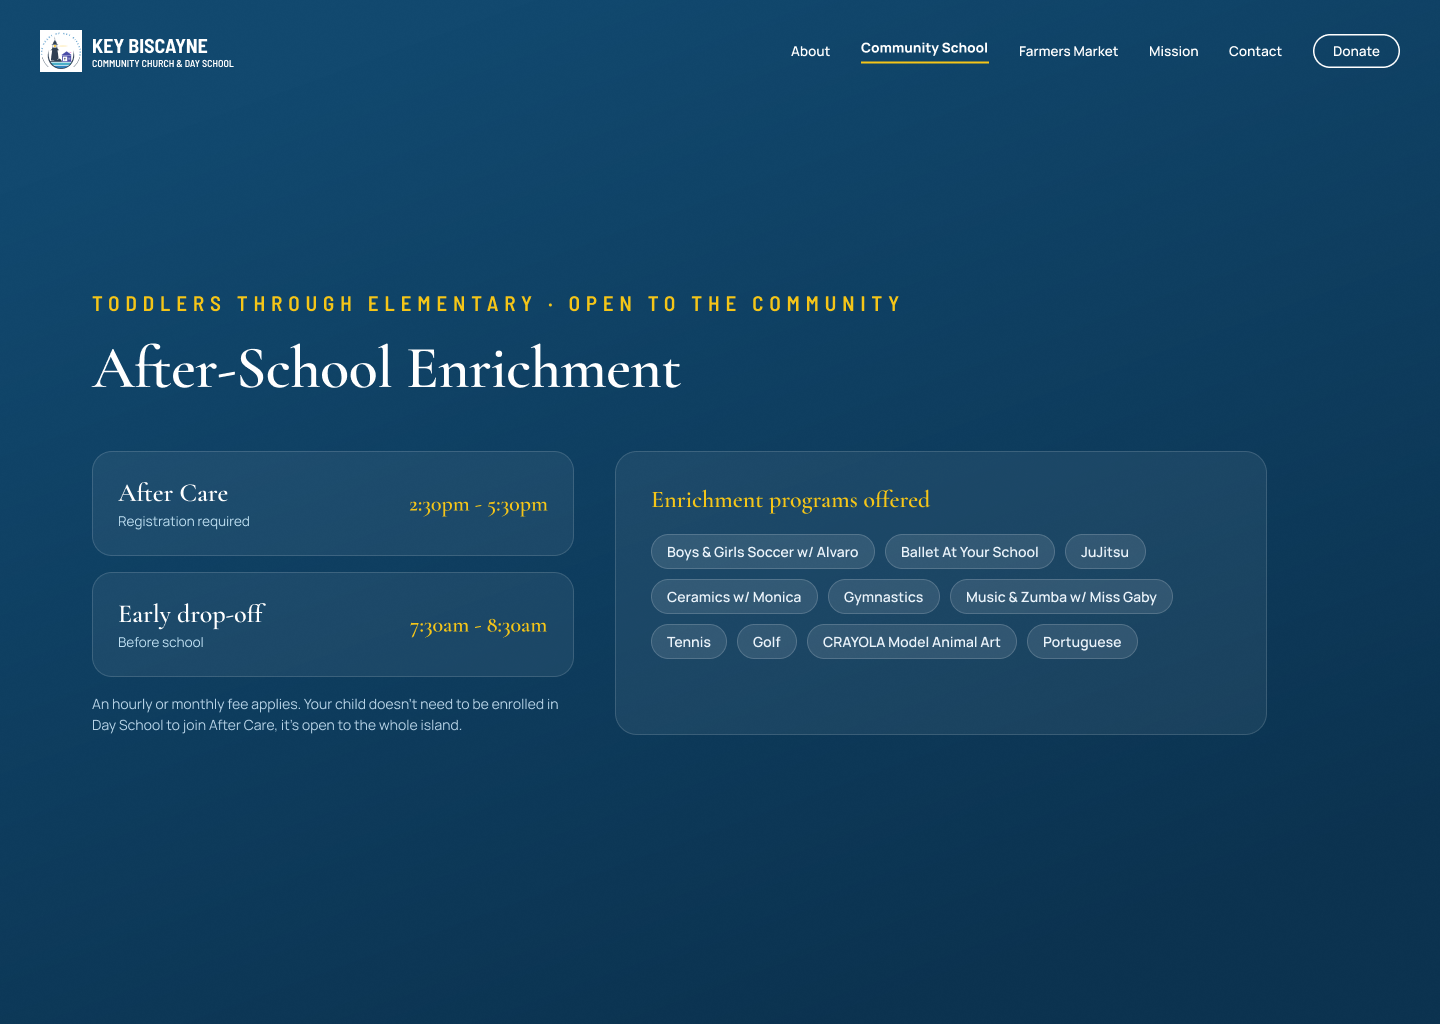 KEY BISCAYNE
COMMUNITY CHURCH & DAY SCHOOL
About
Community School
Farmers Market
Mission
Contact
Donate
TODDLERS THROUGH ELEMENTARY · OPEN TO THE COMMUNITY
After-School Enrichment
After Care
Registration required
2:30pm - 5:30pm
Early drop-off
Before school
7:30am - 8:30am
An hourly or monthly fee applies. Your child doesn't need to be enrolled in
Day School to join After Care, it's open to the whole island.
Enrichment programs offered
Boys & Girls Soccer w/ Alvaro
Ballet At Your School
JuJitsu
Ceramics w/ Monica
Gymnastics
Music & Zumba w/ Miss Gaby
Tennis
Golf
CRAYOLA Model Animal Art
Portuguese